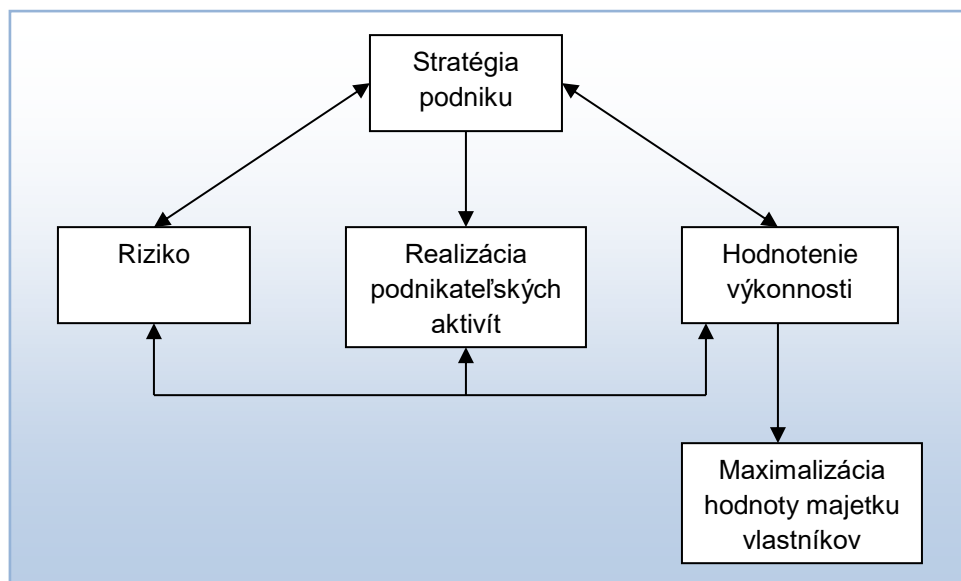 Stratégia
podniku
Riziko
Realizácia
podnikateľských
aktivít
Hodnotenie
výkonnosti
Maximalizácia
hodnoty majetku
vlastníkov